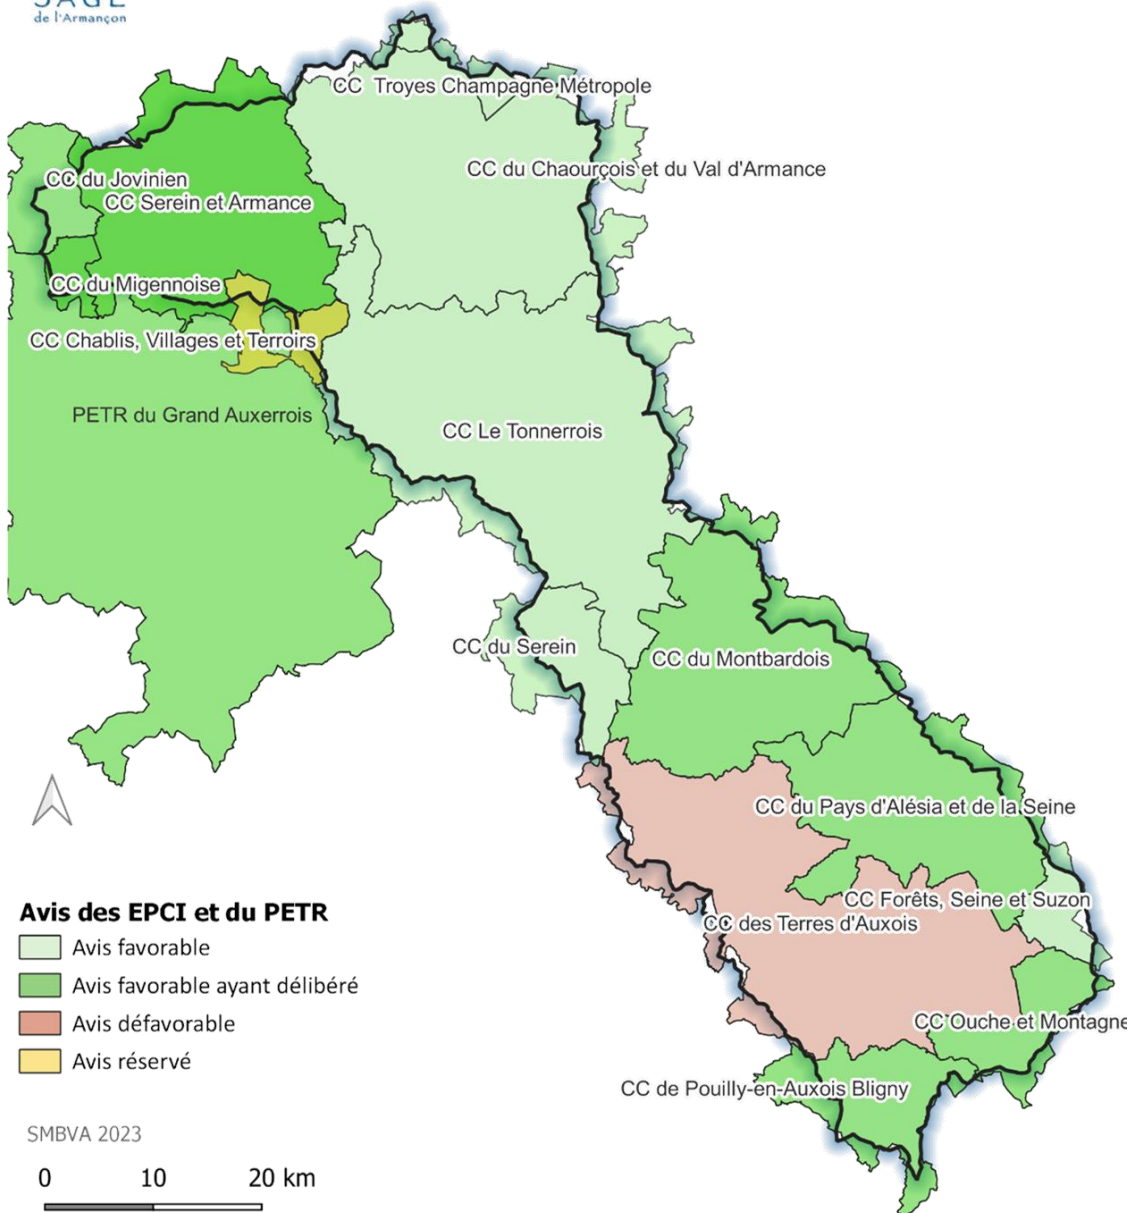 SAGE
de l'Armançon
CC Troyes Champagne Métropole
CC du Chaourçois et du Val d'Armance
CC du Jovinien
CC Serein et Armance
CC du Migennoise
CC Chablis, Villages et Terroirs
PETR du Grand Auxerrois
CC Le Tonnerrois
CC du Serein
CC du Montbardois
CC du Pays d'Alésia et de la Seine
CC Forêts, Seine et Suzon
CC des Terres d'Auxois
CC Ouche et Montagne
CC de Pouilly-en-Auxois Bligny
Avis des EPCI et du PETR
Avis favorable
Avis favorable ayant délibéré
Avis défavorable
Avis réservé
SMBVA 2023
0 10 20 km